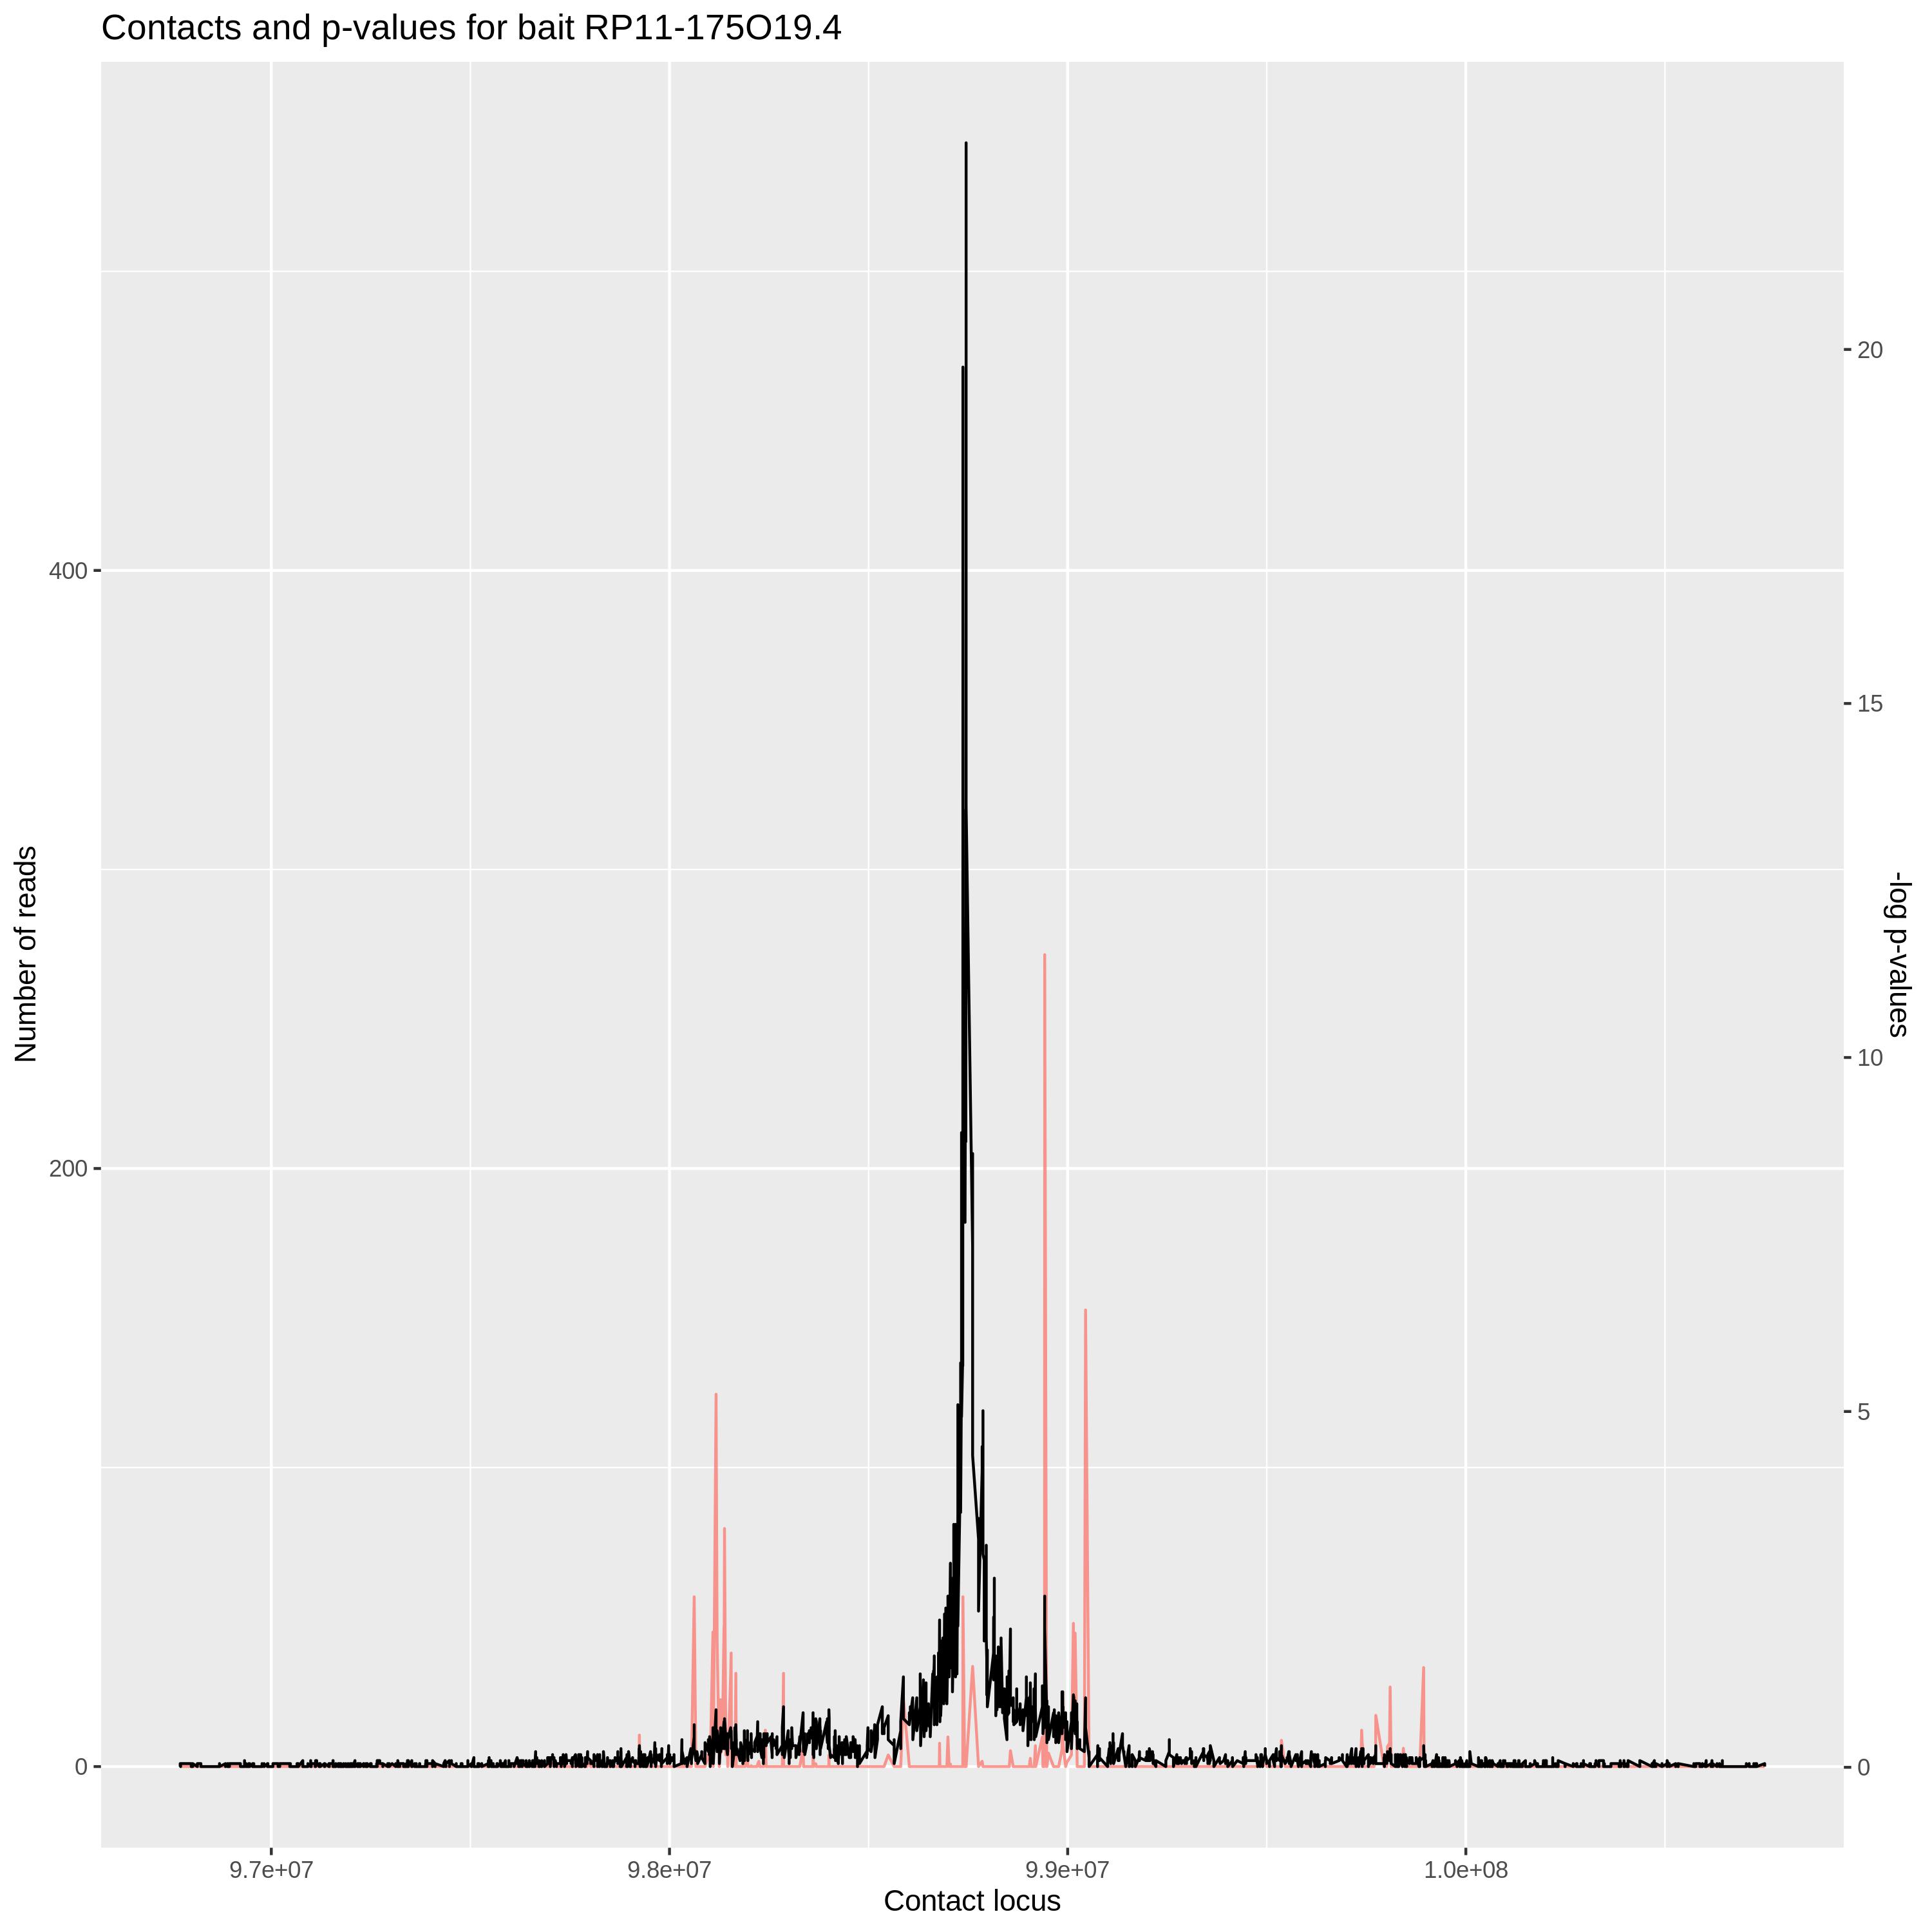 Contacts and p-values for bait RP11-175O19.4
400
200
0
Number of reads
20
15
10
5
0
-log p-values
9.7e+07
9.8e+07
9.9e+07
1.0e+08
Contact locus